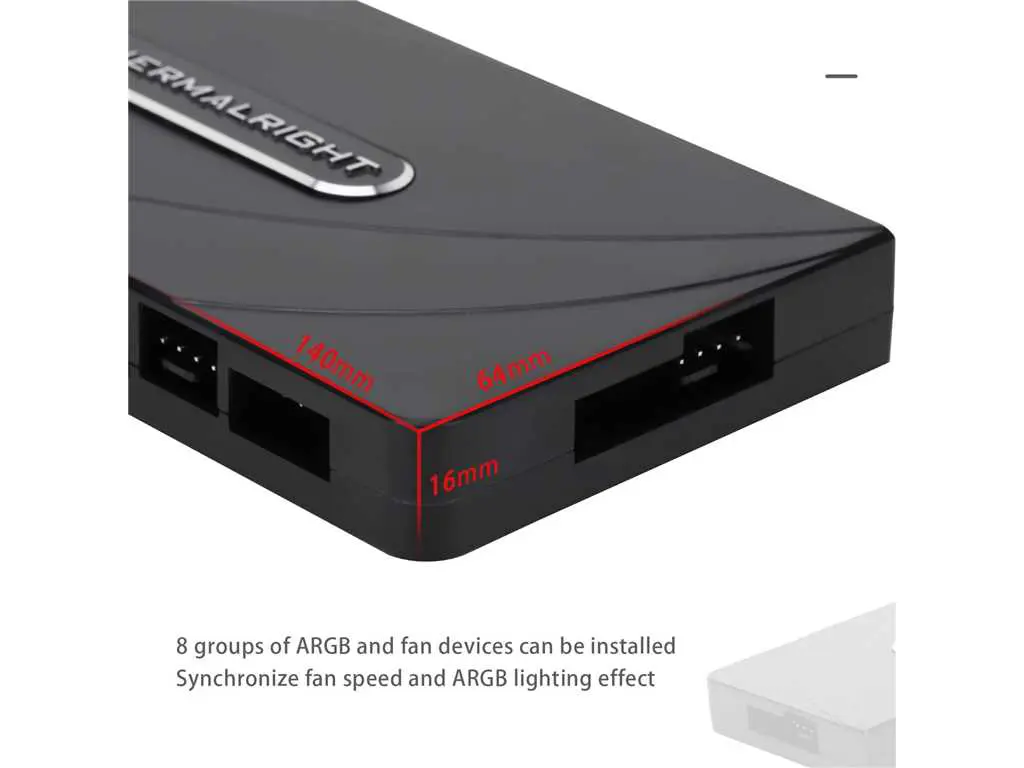 THERMALRIGHT
140mm
64mm
16mm
8 groups of ARGB and fan devices can be installed
Synchronize fan speed and ARGB lighting effect